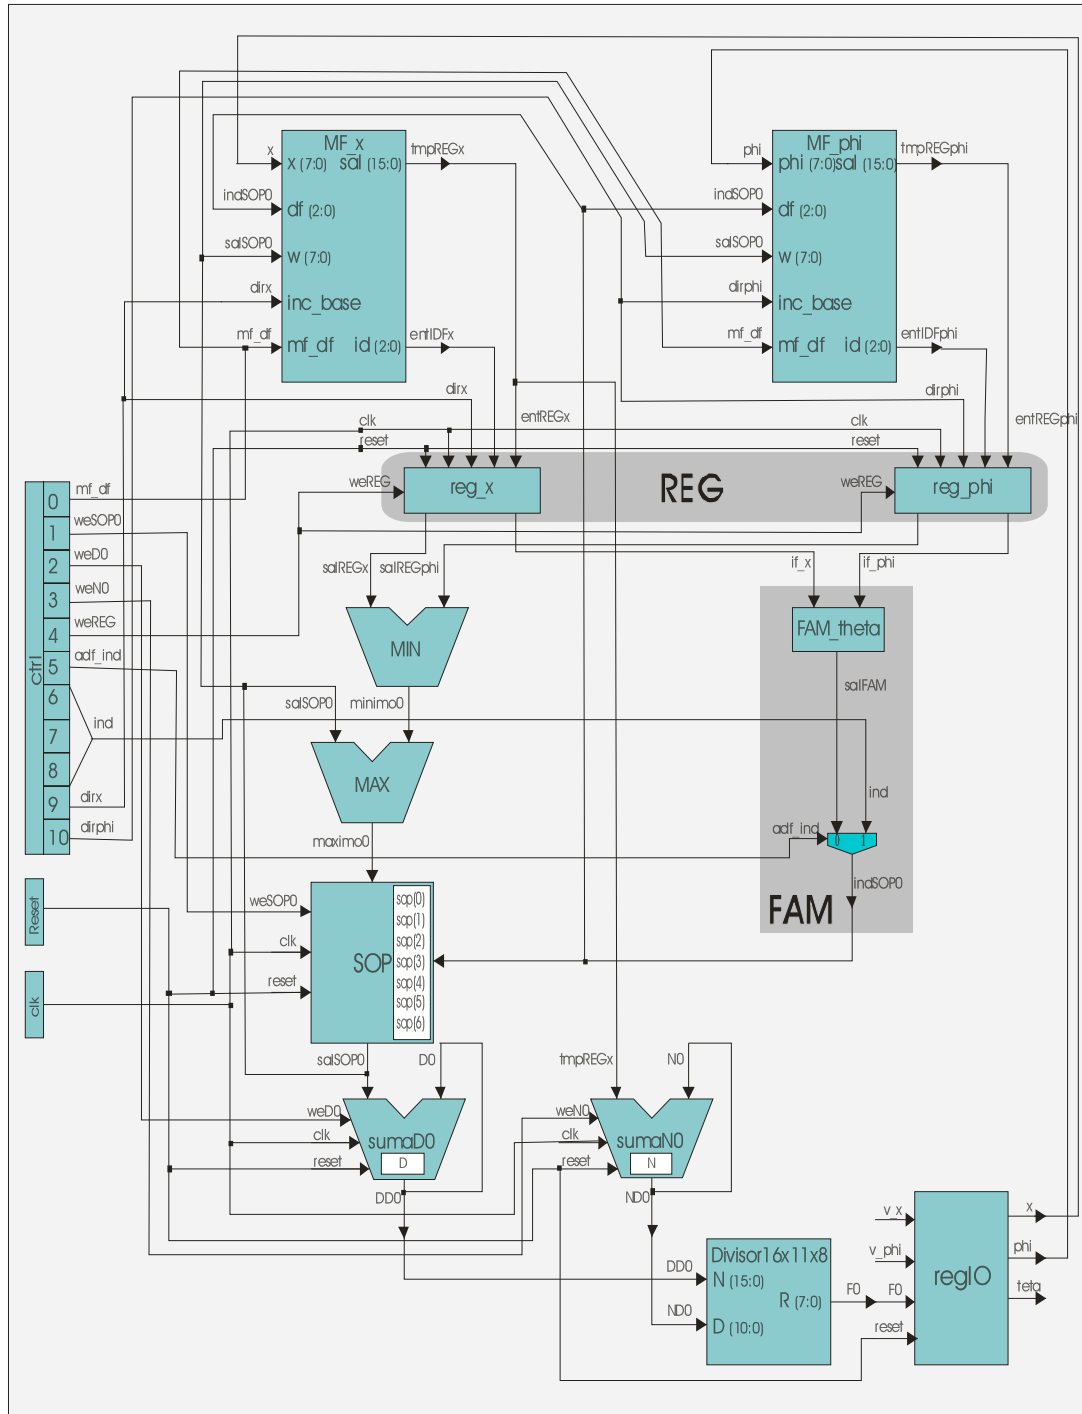 MF_x
x
x (7:0) sal (15:0)
tmpREGx
indSOP0
df (2:0)
salSOP0
w (7:0)
dirx
inc_base
mf_df
mf_df id (2:0)
entIDFx
MF_phi
phi
phi (7:0) sal (15:0)
tmpREGphi
indSOP0
df (2:0)
salSOP0
w (7:0)
dirphi
inc_base
mf_df
mf_df id (2:0)
entIDFphi
dirx
dirphi
clk
entREGx
clk
entREGphi
reset
reset
weREG
reg_x
REG
weREG
reg_phi
ctrl
0 mf_df
1 weSOP0
2 weD0
3 weN0
4 weREG
5 adf_ind
6
7 ind
8
9 dirx
10 dirphi
salREGx
salREGphi
if_x
if_phi
MIN
FAM_theta
salFAM
salSOP0
minimo0
MAX
ind
maximo0
adf_ind
0 1
indSOP0
FAM
Reset
clk
weSOP0
clk
reset
SOP
sop(0)
sop(1)
sop(2)
sop(3)
sop(4)
sop(5)
sop(6)
salSOP0
D0
tmpREGx
N0
weD0
clk
reset
sumaD0
D
DD0
weN0
clk
reset
sumaN0
N
ND0
Divisor16x11x8
DD0
N (15:0)
R (7:0)
ND0
D (10:0)
F0
F0
v_x
v_phi
reset
regIO
x
phi
teta